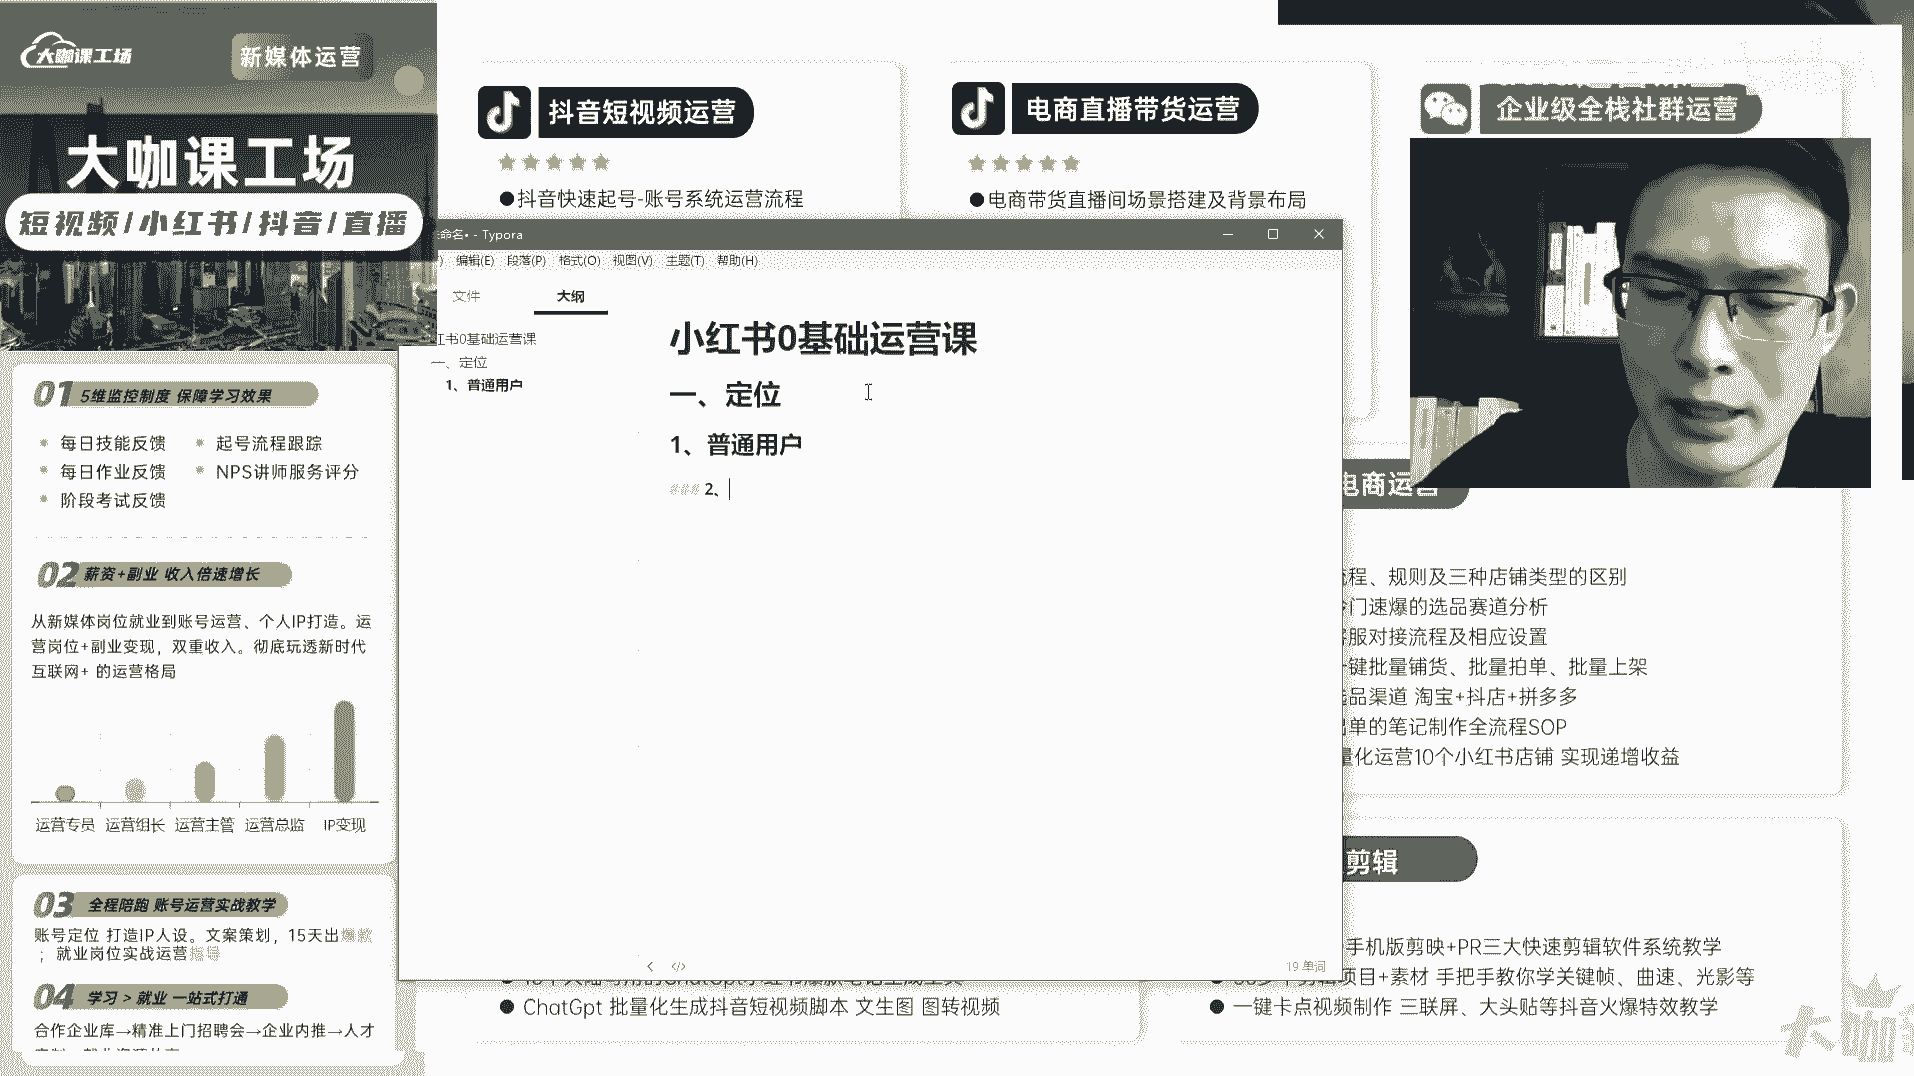 大咖课工场
新媒体运营
大咖课工场
短视频/小红书/抖音/直播
01 5维监控制度 保障学习效果
每日技能反馈
起号流程跟踪
每日作业反馈
NPS讲师服务评分
阶段考试反馈
02 薪资+副业 收入倍速增长
从新媒体岗位就业到账号运营、个人IP打造。运
营岗位+副业变现，双重收入。彻底玩透新时代
互联网+ 的运营格局
运营专员 运营组长 运营主管 运营总监 IP变现
03 全程陪跑 账号运营实战教学
账号定位 打造IP人设。文案策划，15天出爆款
；就业岗位实战运营指导
04 学习 > 就业 一站式打通
合作企业库→精准上门招聘会→企业内推→人才
抖音短视频运营
●抖音快速起号-账号系统运营流程
电商直播带货运营
●电商带货直播间场景搭建及背景布局
企业级全栈社群运营
命名• - Typora
编辑(E) 段落(P) 格式(O) 视图(V) 主题(T) 帮助(H)
文件
大纲
书0基础运营课
一、定位
1、普通用户
小红书0基础运营课
一、定位
1、普通用户
### 2、
19 单词
电商运营
程、规则及三种店铺类型的区别
门速爆的选品赛道分析
服对接流程及相应设置
键批量铺货、批量拍单、批量上架
品渠道 淘宝+抖店+拼多多
单的笔记制作全流程SOP
量化运营10个小红书店铺 实现递增收益
剪辑
手机版剪映+PR三大快速剪辑软件系统教学
项目+素材 手把手教你学关键帧、曲速、光影等
● 一键卡点视频制作 三联屏、大头贴等抖音火爆特效教学
● ChatGpt 批量化生成抖音短视频脚本 文生图 图转视频
大咖